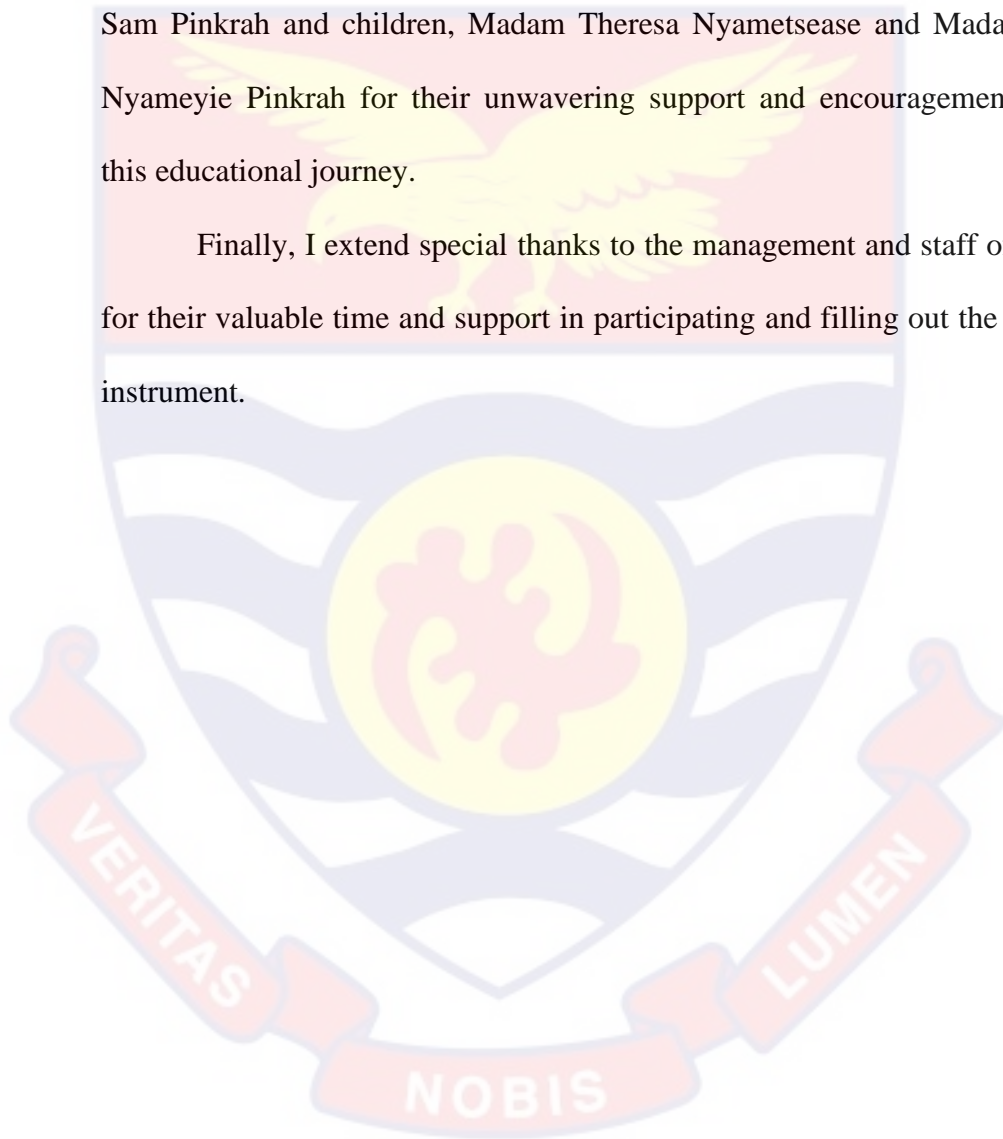 Sam Pinkrah and children, Madam Theresa Nyametsease and Mada
Nyameyie Pinkrah for their unwavering support and encouragemen
this educational journey.
Finally, I extend special thanks to the management and staff o
for their valuable time and support in participating and filling out the
instrument.
VERITAS
NOBIS
LUMEN